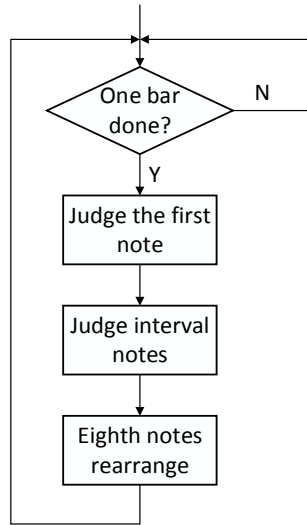 One bar
done?
N
Y
Judge the first
note
Judge interval
notes
Eighth notes
rearrange